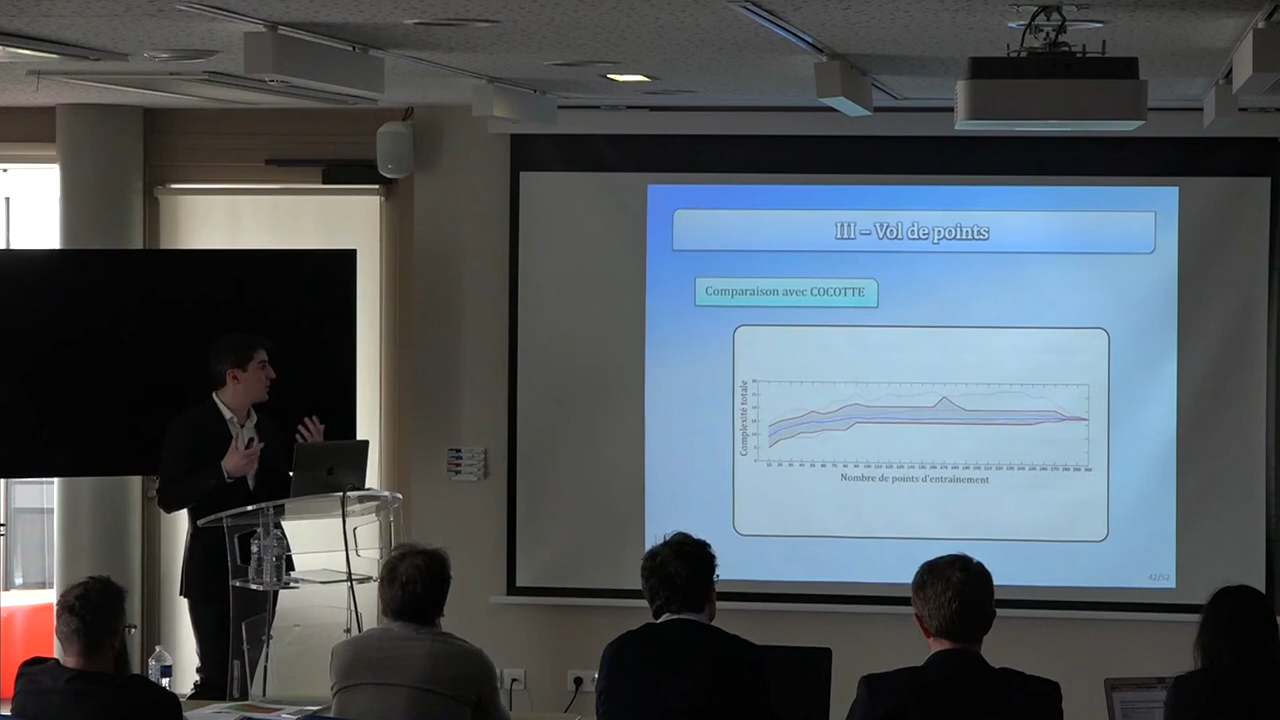 III – Vol de points
Comparaison avec COCOTTE
Complexité totale
Nombre de points d'entraînement
42/52